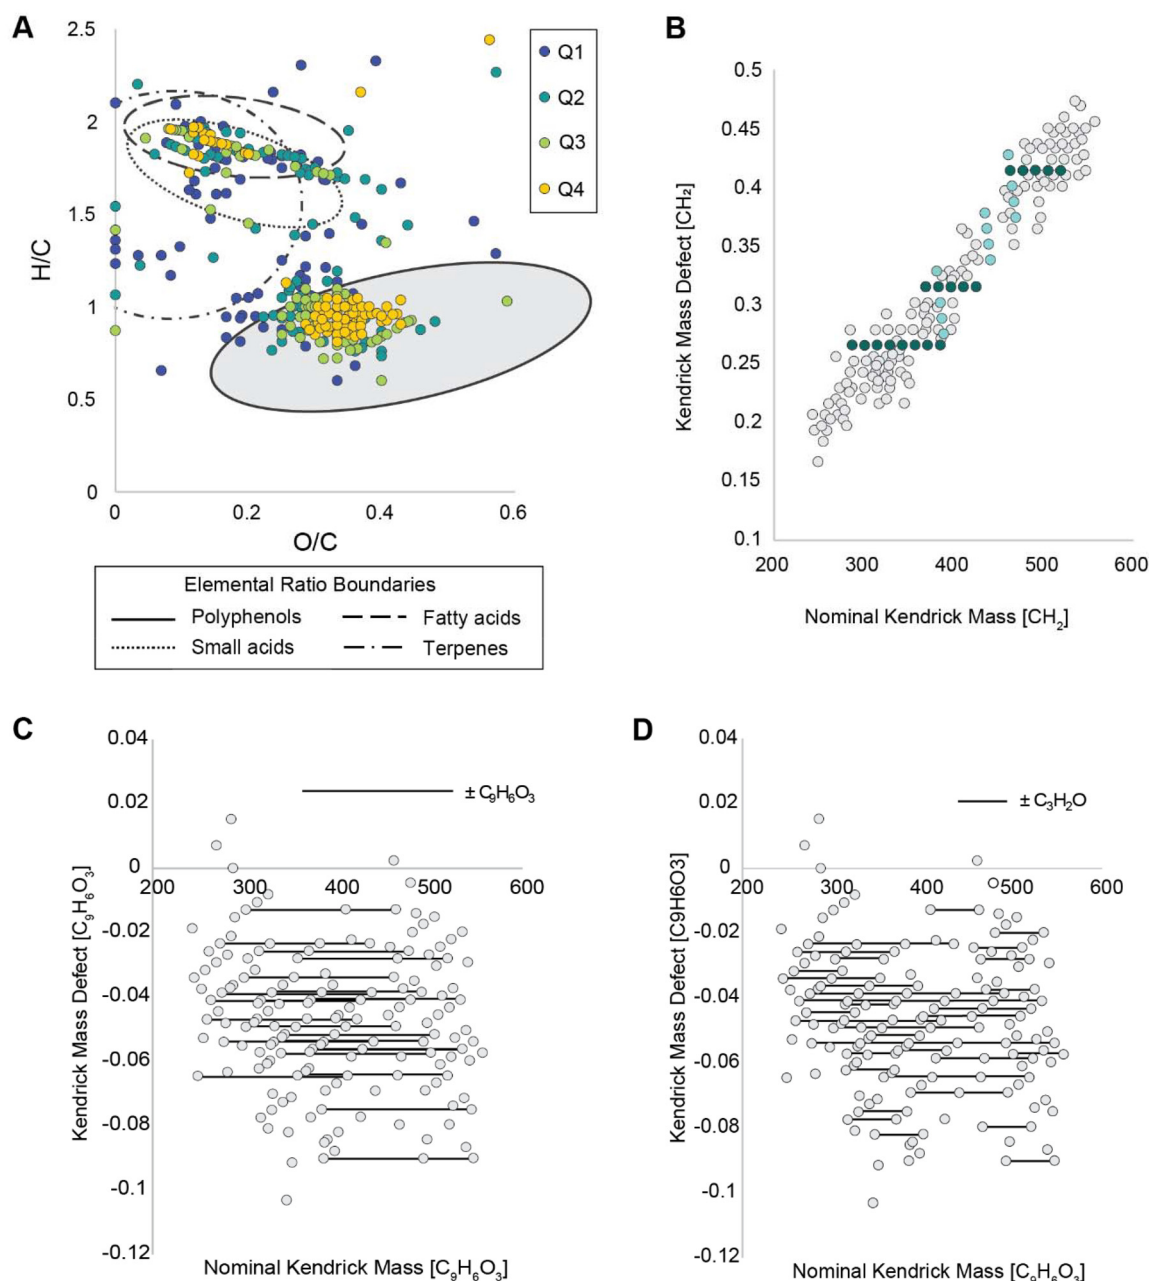 A
2.5
2
1.5
1
0.5
0
H/C
0
0.2
0.4
0.6
O/C
Q1
Q2
Q3
Q4
Elemental Ratio Boundaries
Polyphenols
Fatty acids
Small acids
Terpenes
B
0.5
0.45
0.4
0.35
0.3
0.25
0.2
0.15
0.1
Kendrick Mass Defect [CH₂]
200
300
400
500
600
Nominal Kendrick Mass [CH₂]
C
0.04
0.02
0
-0.02
-0.04
-0.06
-0.08
-0.1
-0.12
Kendrick Mass Defect [C₉H₆O₃]
± C₉H₆O₃
200
300
400
500
600
Nominal Kendrick Mass [C₉H₆O₃]
D
0.04
0.02
0
-0.02
-0.04
-0.06
-0.08
-0.1
-0.12
Kendrick Mass Defect [C9H6O3]
± C₃H₂O
200
300
400
500
600
Nominal Kendrick Mass [C₉H₆O₃]